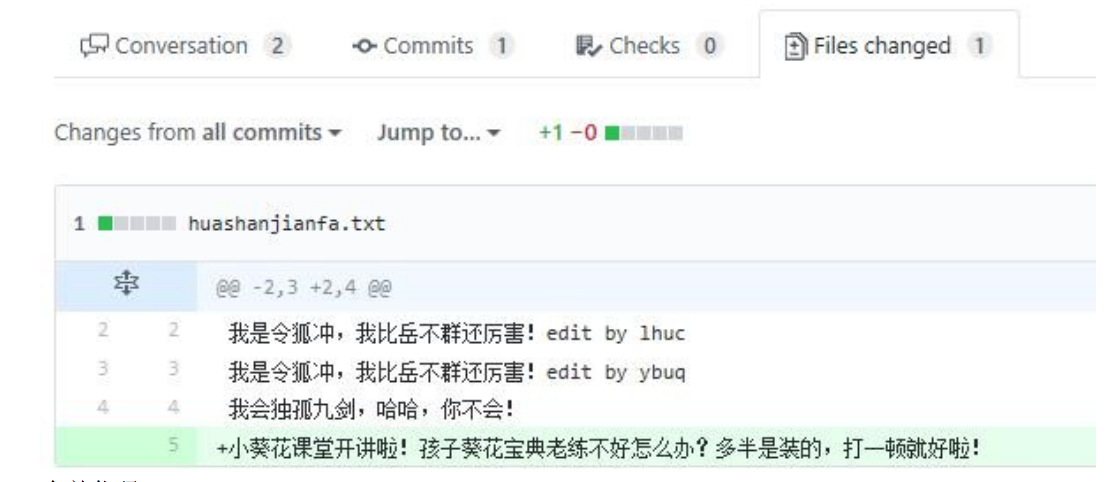 Conversation 2 Commits 1 Checks 0 Files changed 1
Changes from all commits Jump to... +1 −0
1 huashanjianfa.txt
@@ -2,3 +2,4 @@
2 2 我是令狐冲，我比岳不群还厉害! edit by lhuc
3 3 我是令狐冲，我比岳不群还厉害! edit by ybuq
4 4 我会独孤九剑，哈哈，你不会!
5 +小葵花课堂开讲啦! 孩子葵花宝典老练不好怎么办? 多半是装的，打一顿就好啦!